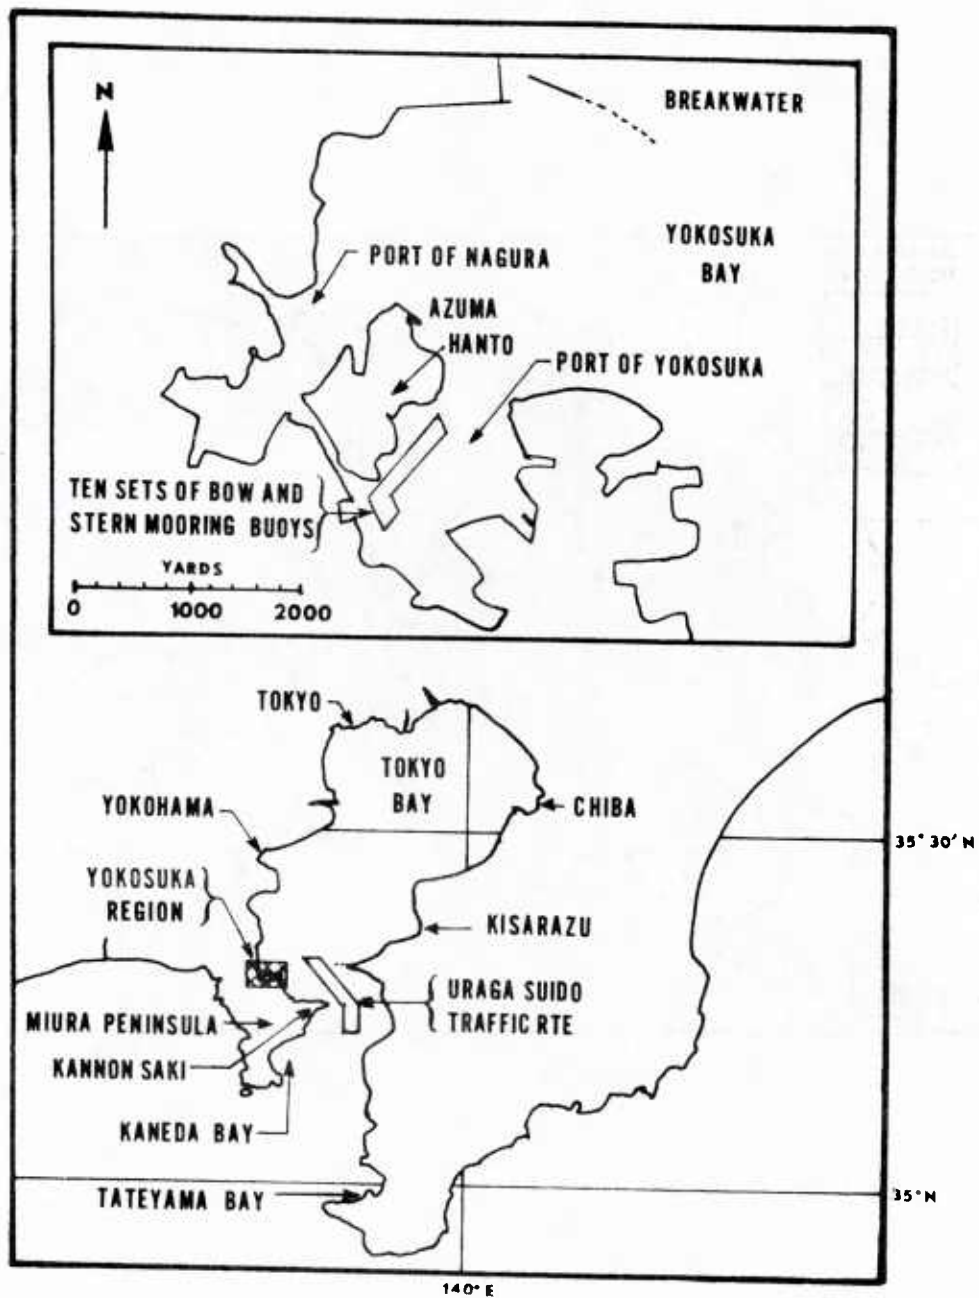 N
BREAKWATER
YOKOSUKA
BAY
PORT OF NAGURA
AZUMA
HANTO
PORT OF YOKOSUKA
TEN SETS OF BOW AND
STERN MOORING BUOYS
YARDS
0 1000 2000
TOKYO
TOKYO
BAY
YOKOHAMA
CHIBA
35° 30' N
YOKOSUKA
REGION
KISARAZU
URAGA SUIDO
TRAFFIC RTE
MIURA PENINSULA
KANNON SAKI
KANEDA BAY
TATEYAMA BAY
35° N
140° E